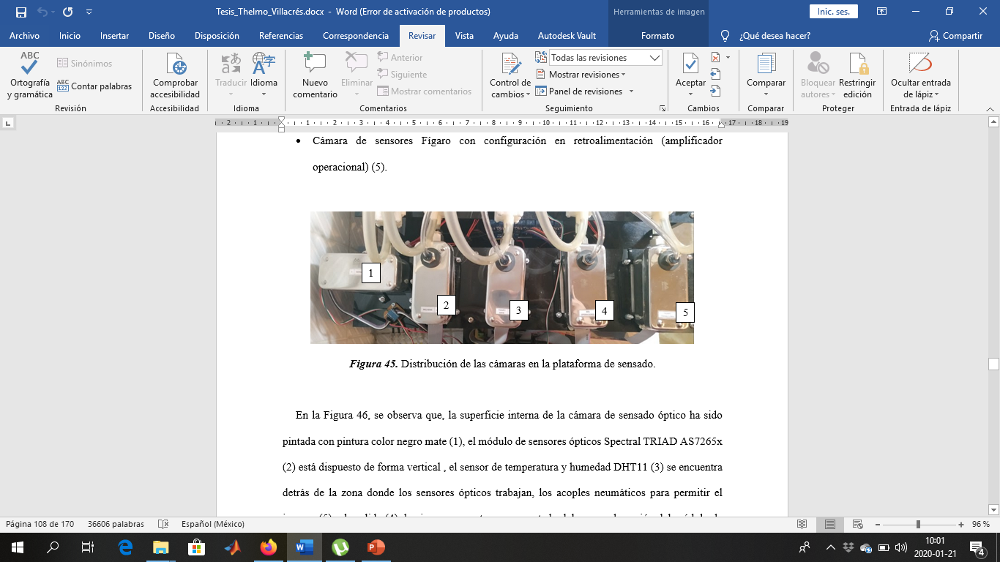 Tesis_Thelmo_Villacrés.docx - Word (Error de activación de productos)
Herramientas de imagen
Inic. ses.
Archivo Inicio Insertar Diseño Disposición Referencias Correspondencia Revisar Vista Ayuda Autodesk Vault Formato ¿Qué desea hacer? Compartir
ABC
Ortografía
y gramática
Sinónimos
ABC
123
Contar palabras
Comprobar
accesibilidad
Traducir
Idioma
Nuevo
comentario
Eliminar
Anterior
Siguiente
Mostrar comentarios
Control de
cambios
Todas las revisiones
Mostrar revisiones
Panel de revisiones
Aceptar
Comparar
Bloquear
autores
Restringir
edición
Ocultar entrada
de lápiz
Revisión Accesibilidad Idioma Comentarios Seguimiento Cambios Comparar Proteger Entrada de lápiz
2 1 1 2 3 4 5 6 7 8 9 10 11 12 13 14 15 16 17 18 19
• Cámara de sensores Fígaro con configuración en retroalimentación (amplificador
operacional) (5).
1
2
3
4
5
Figura 45. Distribución de las cámaras en la plataforma de sensado.
En la Figura 46, se observa que, la superficie interna de la cámara de sensado óptico ha sido
pintada con pintura color negro mate (1), el módulo de sensores ópticos Spectral TRIAD AS7265x
(2) está dispuesto de forma vertical , el sensor de temperatura y humedad DHT11 (3) se encuentra
detrás de la zona donde los sensores ópticos trabajan, los acoples neumáticos para permitir el
Página 108 de 170 36606 palabras Español (México) 96 %
10:01
2020-01-21
4